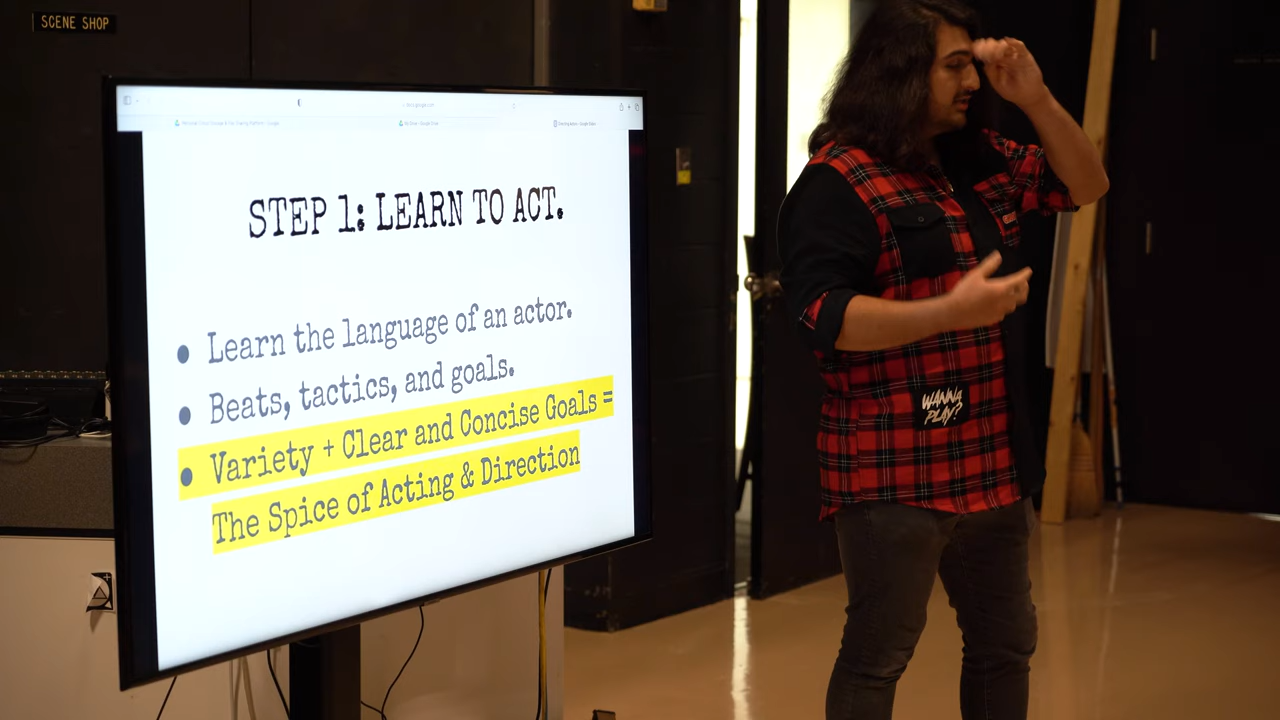 SCENE SHOP
STEP 1: LEARN TO ACT.
● Learn the language of an actor.
● Beats, tactics, and goals.
● Variety + Clear and Concise Goals =
The Spice of Acting & Direction
WANNA
PLAY?